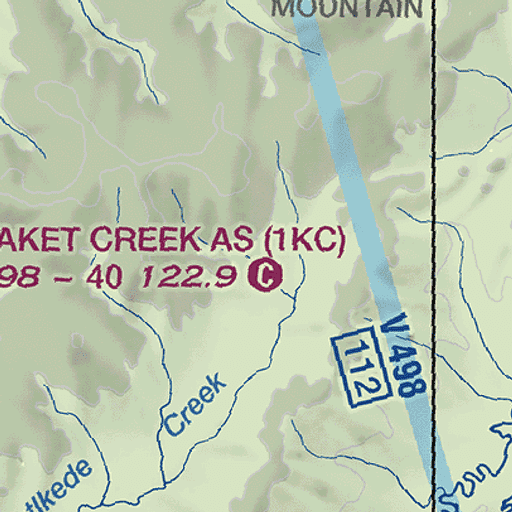 MOUNTAIN
AKET CREEK AS (1KC)
98 - 40 122.9 C
V 498
112
Creek
tlkede